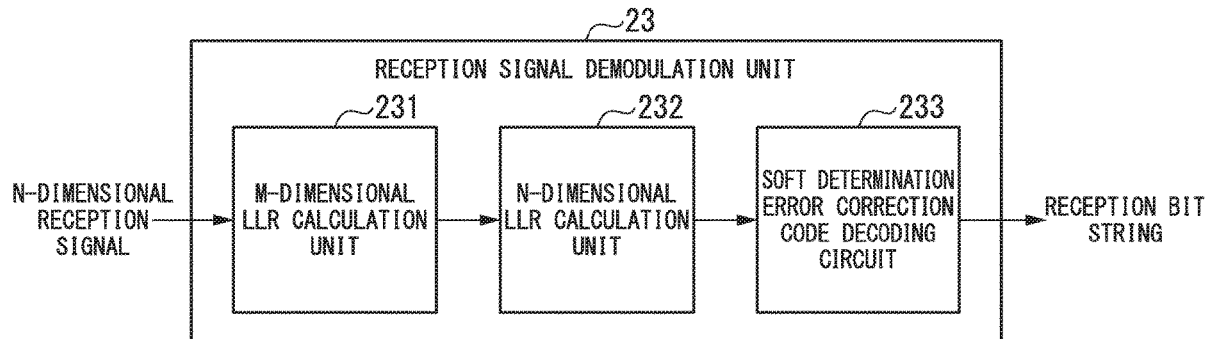 23
RECEPTION SIGNAL DEMODULATION UNIT
231
232
233
N-DIMENSIONAL
RECEPTION
SIGNAL
M-DIMENSIONAL
LLR CALCULATION
UNIT
N-DIMENSIONAL
LLR CALCULATION
UNIT
SOFT DETERMINATION
ERROR CORRECTION
CODE DECODING
CIRCUIT
RECEPTION BIT
STRING